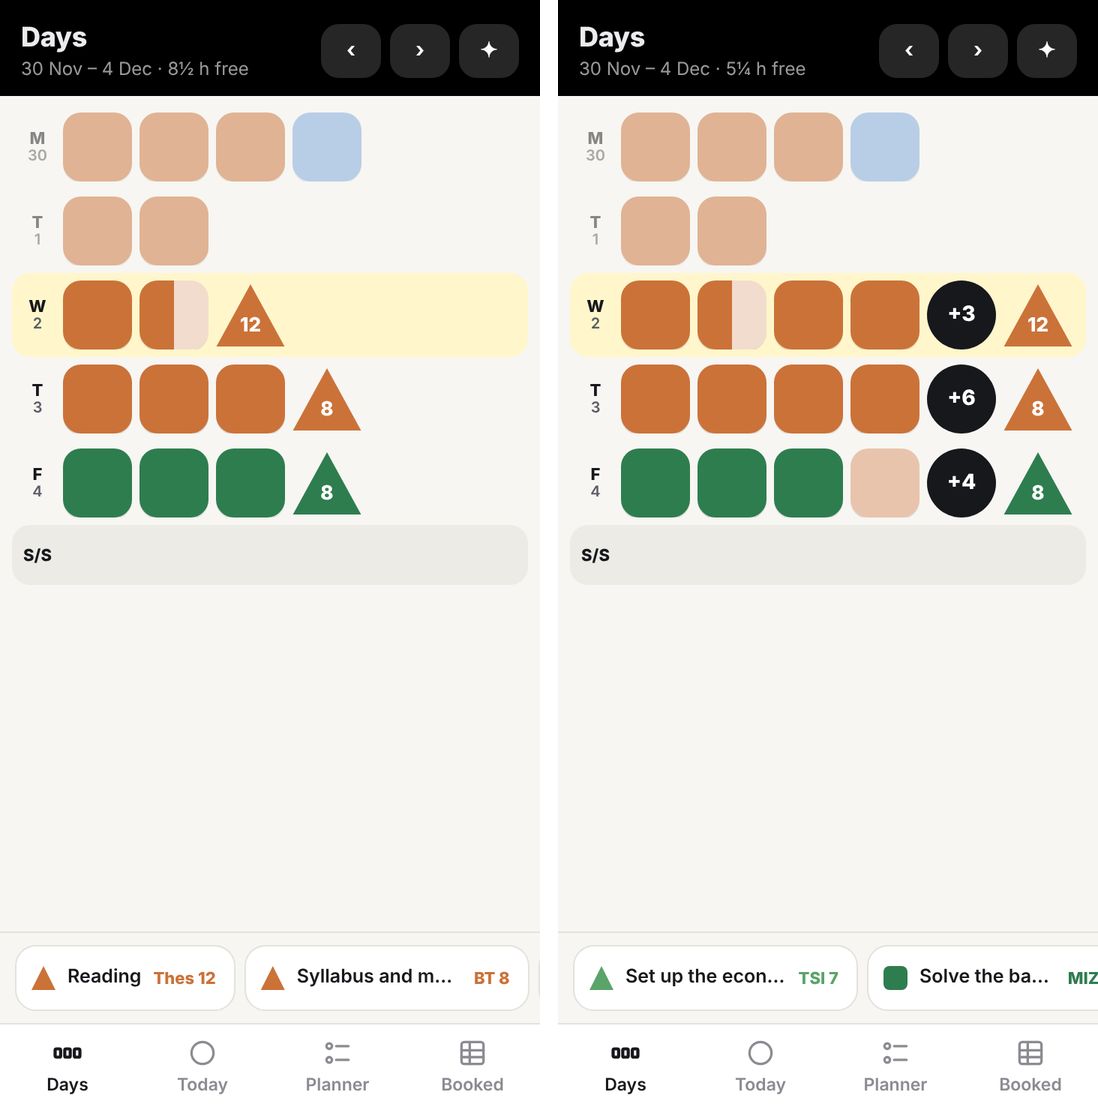 Days
30 Nov – 4 Dec · 8½ h free
M
30
T
1
W
2
12
T
3
8
F
4
8
S/S
Reading Thes 12
Syllabus and m... BT 8
Days
Today
Planner
Booked
Days
30 Nov – 4 Dec · 5¼ h free
M
30
T
1
W
2
+3
12
T
3
+6
8
F
4
+4
8
S/S
Set up the econ... TSI 7
Solve the ba... MIZ
Days
Today
Planner
Booked